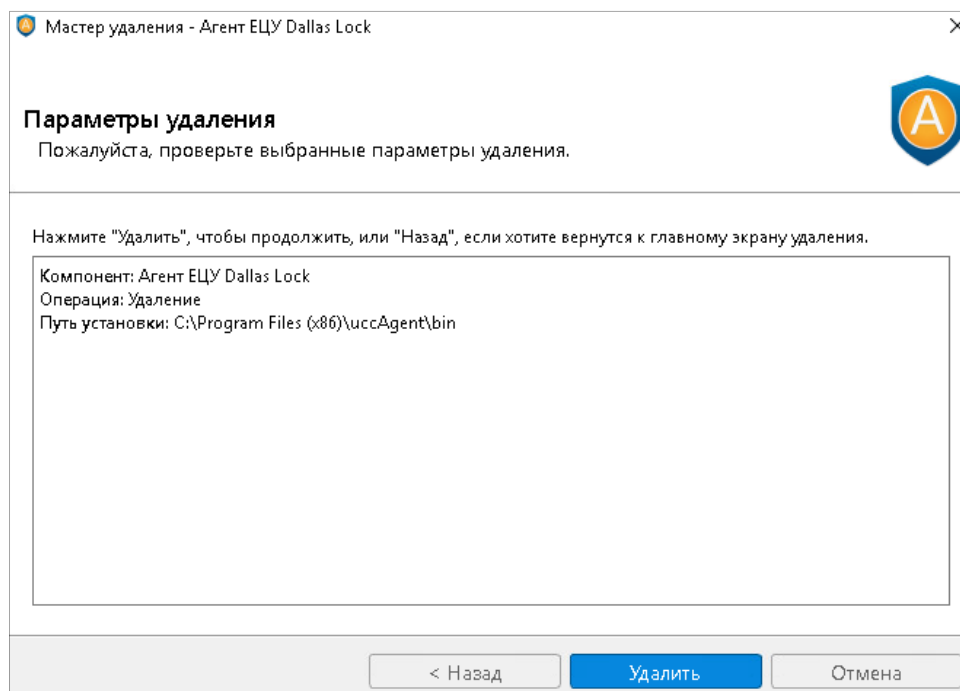 Мастер удаления - Агент ЕЦУ Dallas Lock
Параметры удаления
A
Пожалуйста, проверьте выбранные параметры удаления.
Нажмите "Удалить", чтобы продолжить, или "Назад", если хотите вернутся к главному экрану удаления.
Компонент: Агент ЕЦУ Dallas Lock
Операция: Удаление
Путь установки: C:\Program Files (x86)\uccAgent\bin
< Назад
Удалить
Отмена